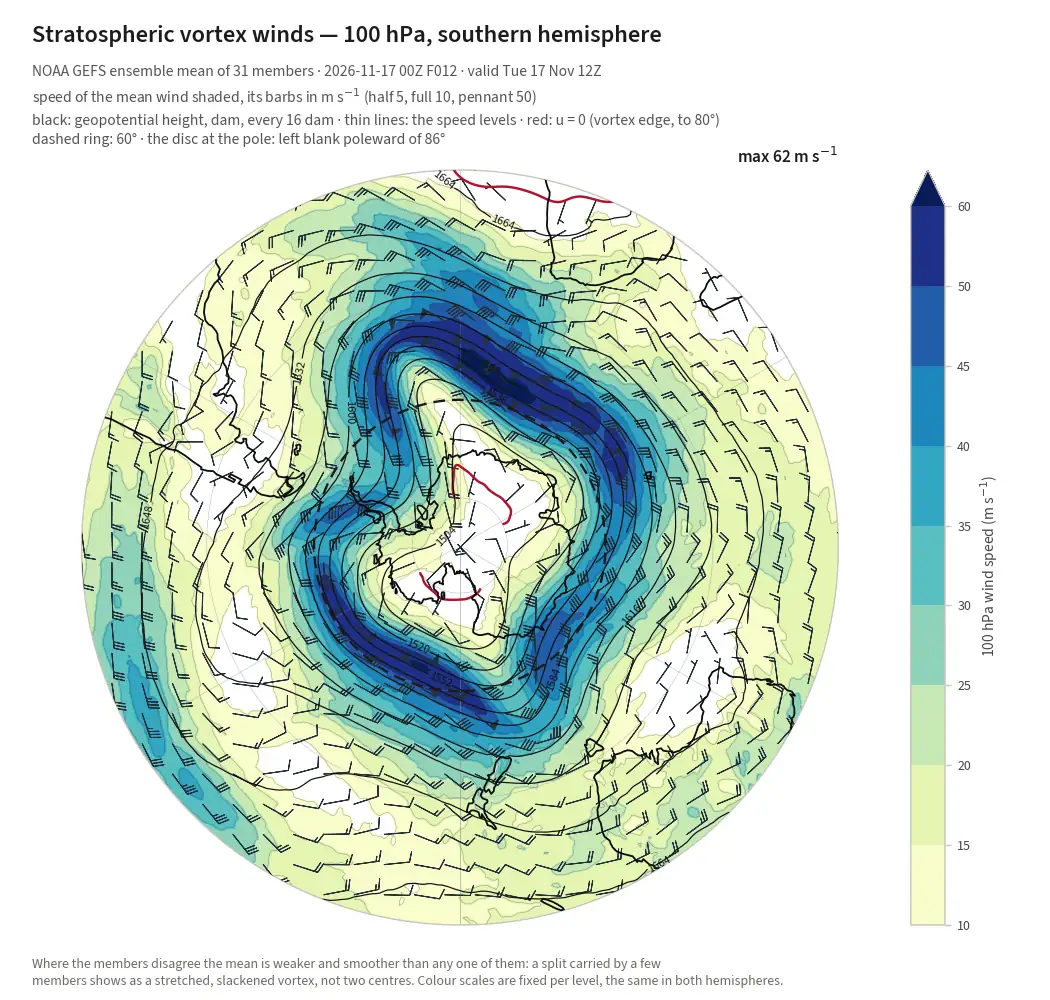 Stratospheric vortex winds — 100 hPa, southern hemisphere
NOAA GEFS ensemble mean of 31 members · 2026-11-17 00Z F012 · valid Tue 17 Nov 12Z
speed of the mean wind shaded, its barbs in m s⁻¹ (half 5, full 10, pennant 50)
black: geopotential height, dam, every 16 dam · thin lines: the speed levels · red: u = 0 (vortex edge, to 80°)
dashed ring: 60° · the disc at the pole: left blank poleward of 86°
max 62 m s⁻¹
1664
1664
1632
1600
1648
1504
1616
1520
1552
1584
60
50
45
40
35
30
25
20
15
10
100 hPa wind speed (m s⁻¹)
Where the members disagree the mean is weaker and smoother than any one of them: a split carried by a few
members shows as a stretched, slackened vortex, not two centres. Colour scales are fixed per level, the same in both hemispheres.